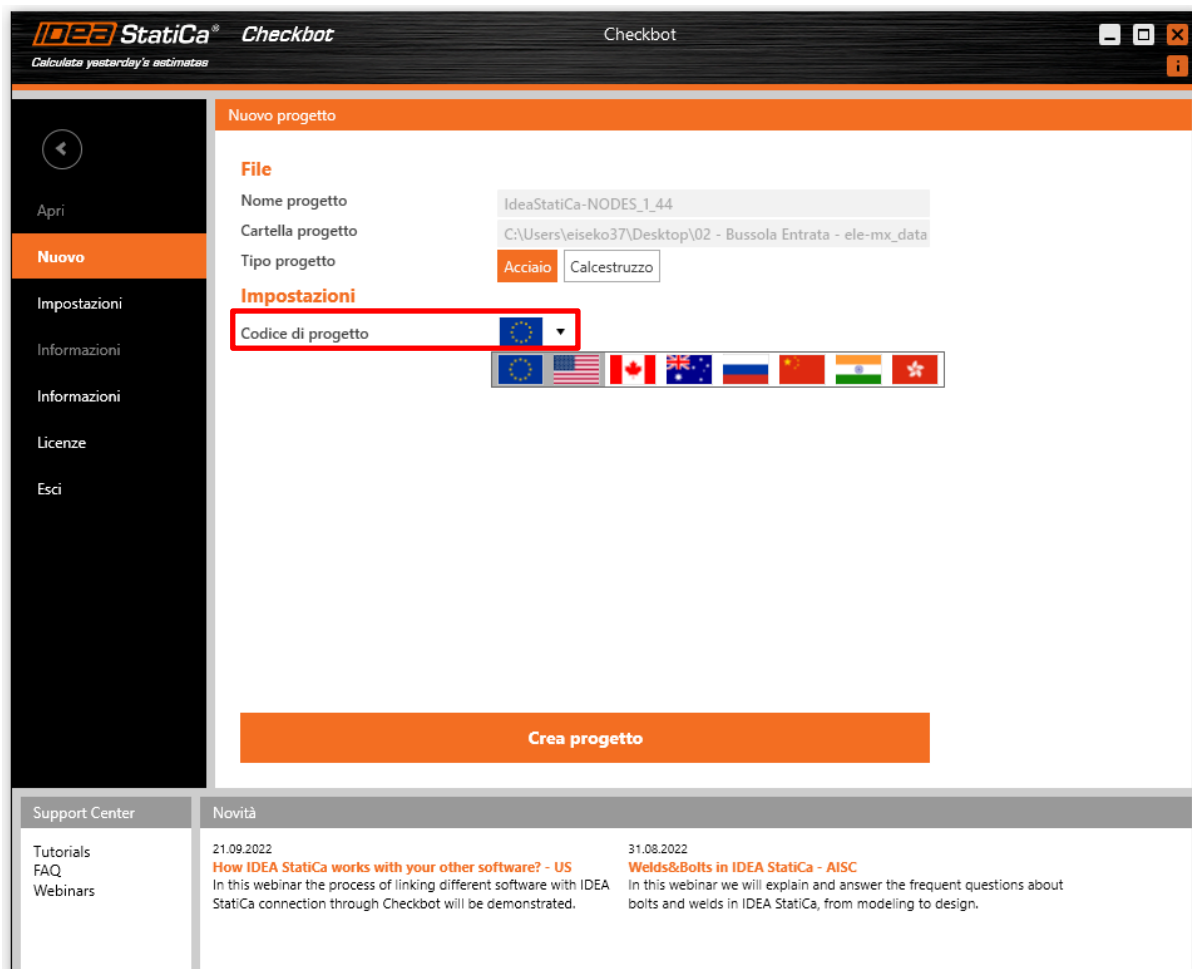 IDEA StatiCa® Checkbot
Checkbot
Calculate yesterday's estimates
i
Nuovo progetto
Apri
Nuovo
Impostazioni
Informazioni
Informazioni
Licenze
Esci
File
Nome progetto
IdeaStatiCa-NODES_1_44
Cartella progetto
C:\Users\eiseko37\Desktop\02 - Bussola Entrata - ele-mx_data
Tipo progetto
Acciaio Calcestruzzo
Impostazioni
Codice di progetto
Crea progetto
Support Center
Tutorials
FAQ
Webinars
Novità
21.09.2022
How IDEA StatiCa works with your other software? - US
In this webinar the process of linking different software with IDEA
StatiCa connection through Checkbot will be demonstrated.
31.08.2022
Welds&Bolts in IDEA StatiCa - AISC
In this webinar we will explain and answer the frequent questions about
bolts and welds in IDEA StatiCa, from modeling to design.